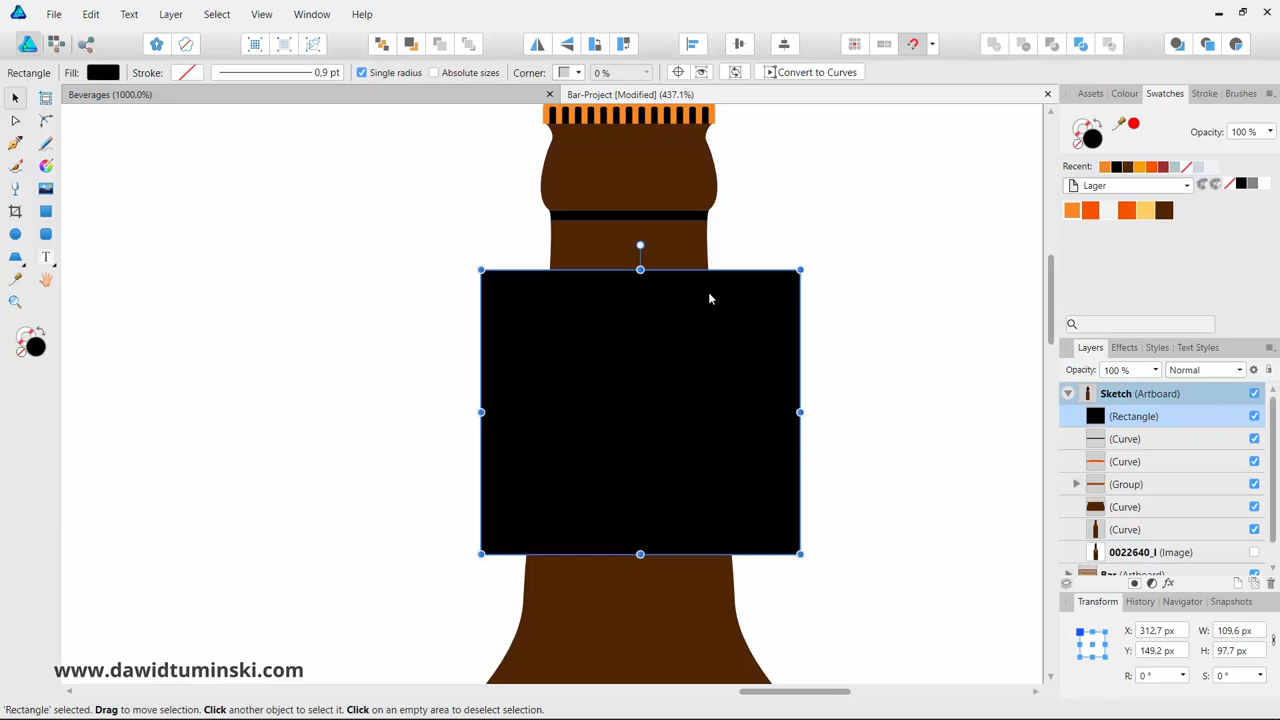 File Edit Text Layer Select View Window Help
Rectangle Fill: Stroke: 0,9 pt Single radius Absolute sizes Corner: 0 % Convert to Curves
Beverages (1000.0%)
Bar-Project [Modified] (437.1%)
Assets Colour Swatches Stroke Brushes
Opacity: 100 %
Recent:
Lager
Layers Effects Styles Text Styles
Opacity: 100 % Normal
Sketch (Artboard)
(Rectangle)
(Curve)
(Curve)
(Group)
(Curve)
(Curve)
0022640_l (Image)
Bar (Artboard)
Transform History Navigator Snapshots
X: 312,7 px W: 109.6 px
Y: 149.2 px H: 97.7 px
R: 0 ° S: 0 °
www.dawidtuminski.com
'Rectangle' selected. Drag to move selection. Click another object to select it. Click on an empty area to deselect selection.